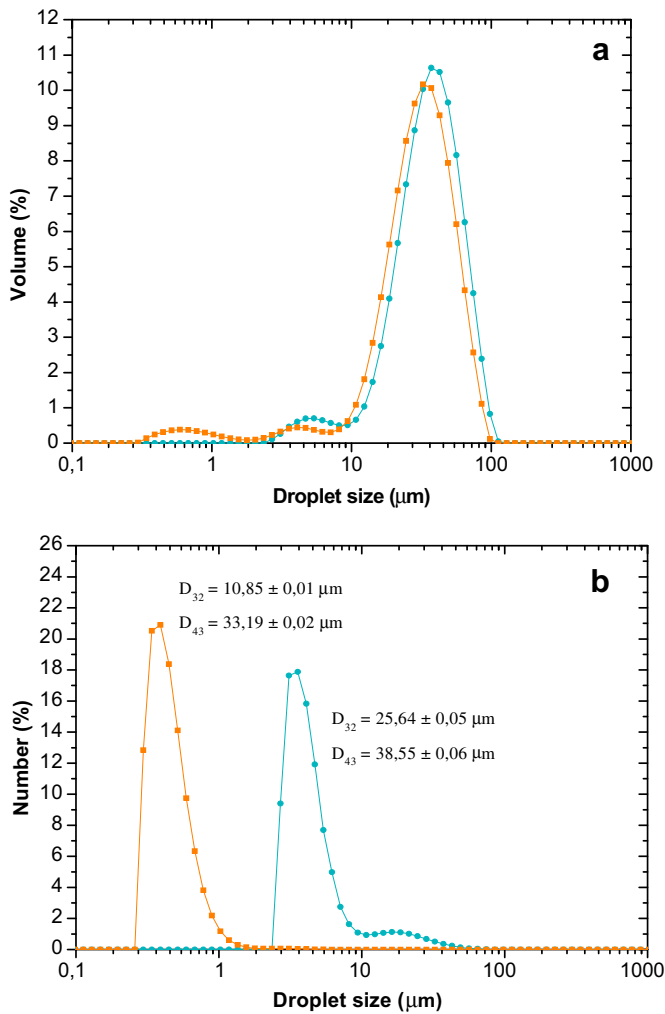 a
12
11
10
9
8
7
6
5
4
3
2
1
0
Volume (%)
0,1 1 10 100 1000
Droplet size (μm)
b
26
24
22
20
18
16
14
12
10
8
6
4
2
0
Number (%)
D32 = 10,85 ± 0,01 μm
D43 = 33,19 ± 0,02 μm
D32 = 25,64 ± 0,05 μm
D43 = 38,55 ± 0,06 μm
0,1 1 10 100 1000
Droplet size (μm)